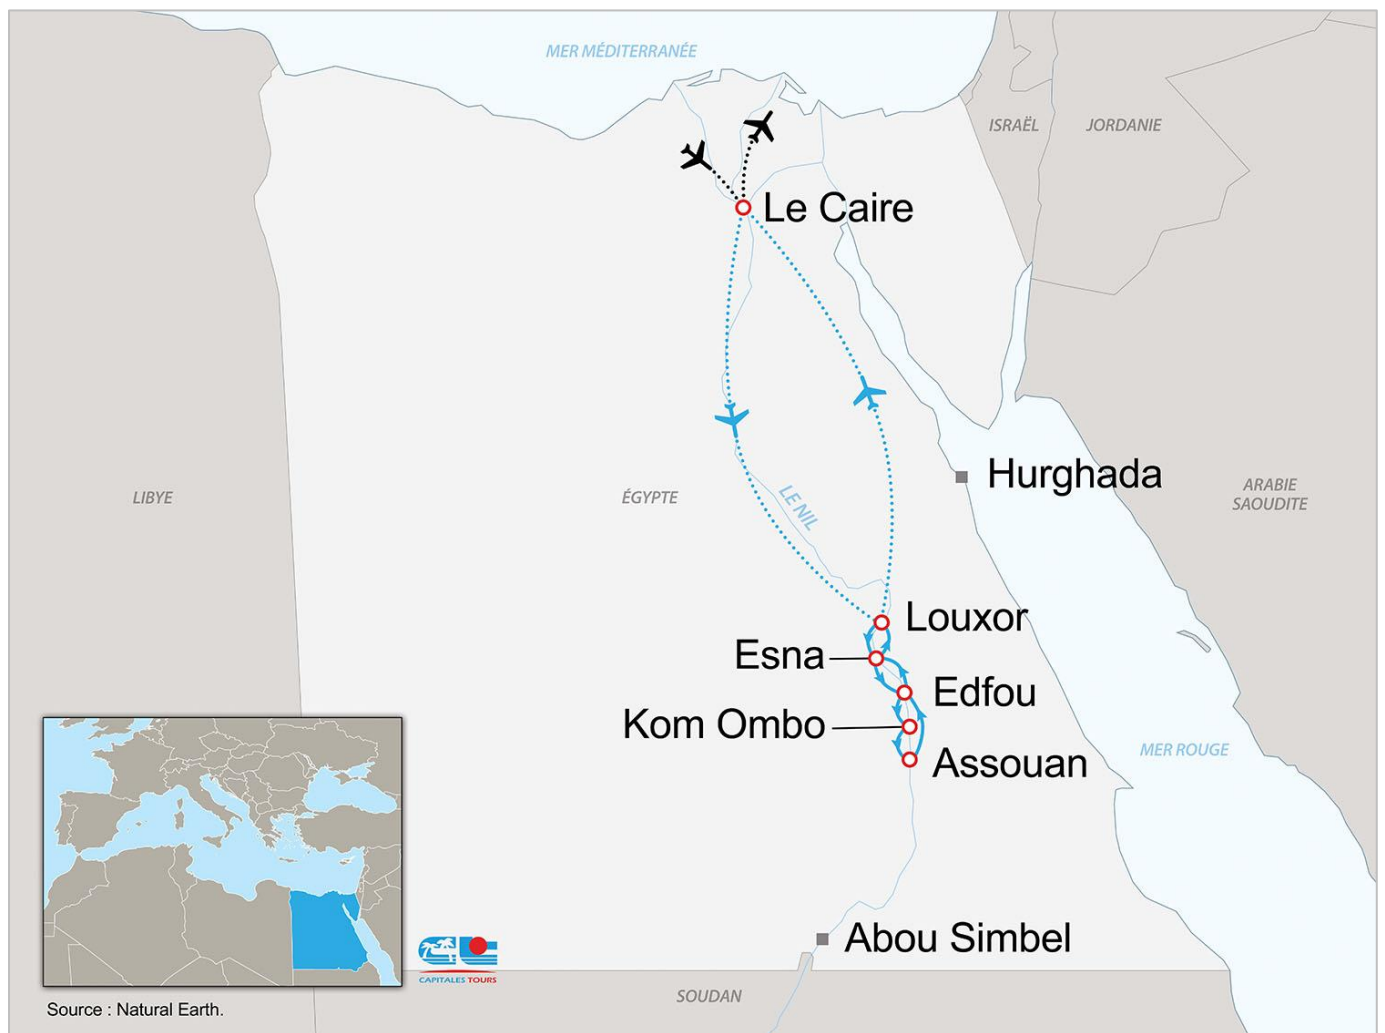 MER MÉDITERRANÉE
ISRAËL
JORDANIE
Le Caire
LIBYE
ÉGYPTE
LE NIL
Hurghada
ARABIE
SAOUDITE
Louxor
Esna
Edfou
Kom Ombo
Assouan
MER ROUGE
Abou Simbel
CAPITALES TOURS
SOUDAN
Source : Natural Earth.